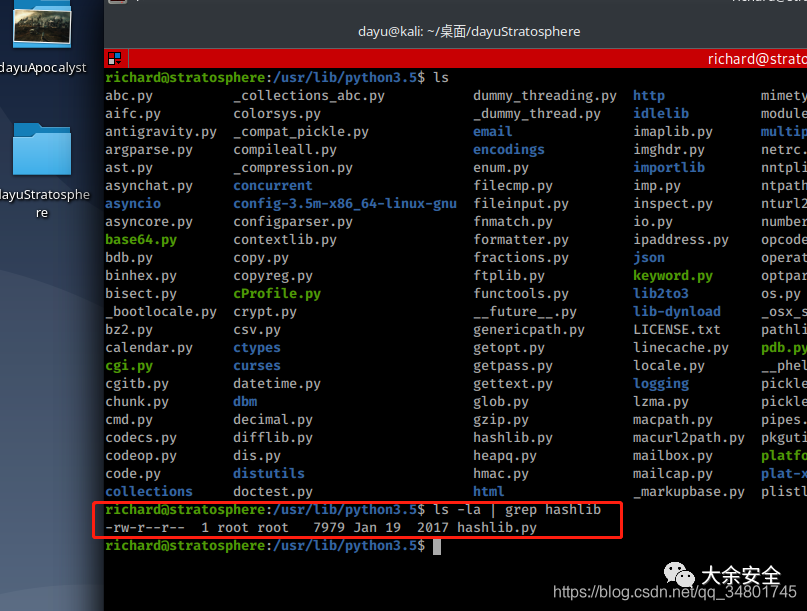 dayu@kali: ~/桌面/dayuStratosphere
dayuApocalyst
dayuStratosphe
re
richard@strato
richard@stratosphere:/usr/lib/python3.5$ ls
abc.py _collections_abc.py dummy_threading.py http mimety
aifc.py colorsys.py _dummy_thread.py idlelib module
antigravity.py _compat_pickle.py email imaplib.py multip
argparse.py compileall.py encodings imghdr.py netrc.
ast.py _compression.py enum.py importlib nntpli
asynchat.py concurrent filecmp.py imp.py ntpath
asyncio config-3.5m-x86_64-linux-gnu fileinput.py inspect.py nturl2
asyncore.py configparser.py fnmatch.py io.py number
base64.py contextlib.py formatter.py ipaddress.py opcode
bdb.py copy.py fractions.py json operat
binhex.py copyreg.py ftplib.py keyword.py optpar
bisect.py cProfile.py functools.py lib2to3 os.py
_bootlocale.py crypt.py __future__.py lib-dynload _osx_s
bz2.py csv.py genericpath.py LICENSE.txt pathli
calendar.py ctypes getopt.py linecache.py pdb.py
cgi.py curses getpass.py locale.py __phel
cgitb.py datetime.py gettext.py logging pickle
chunk.py dbm glob.py lzma.py pickle
cmd.py decimal.py gzip.py macpath.py pipes.
codecs.py difflib.py hashlib.py macurl2path.py pkguti
codeop.py dis.py heapq.py mailbox.py platfo
code.py distutils hmac.py mailcap.py plat-x
collections doctest.py html _markupbase.py plistl
richard@stratosphere:/usr/lib/python3.5$ ls -la | grep hashlib
-rw-r--r-- 1 root root 7979 Jan 19 2017 hashlib.py
richard@stratosphere:/usr/lib/python3.5$
大余安全
https://blog.csdn.net/qq_34801745